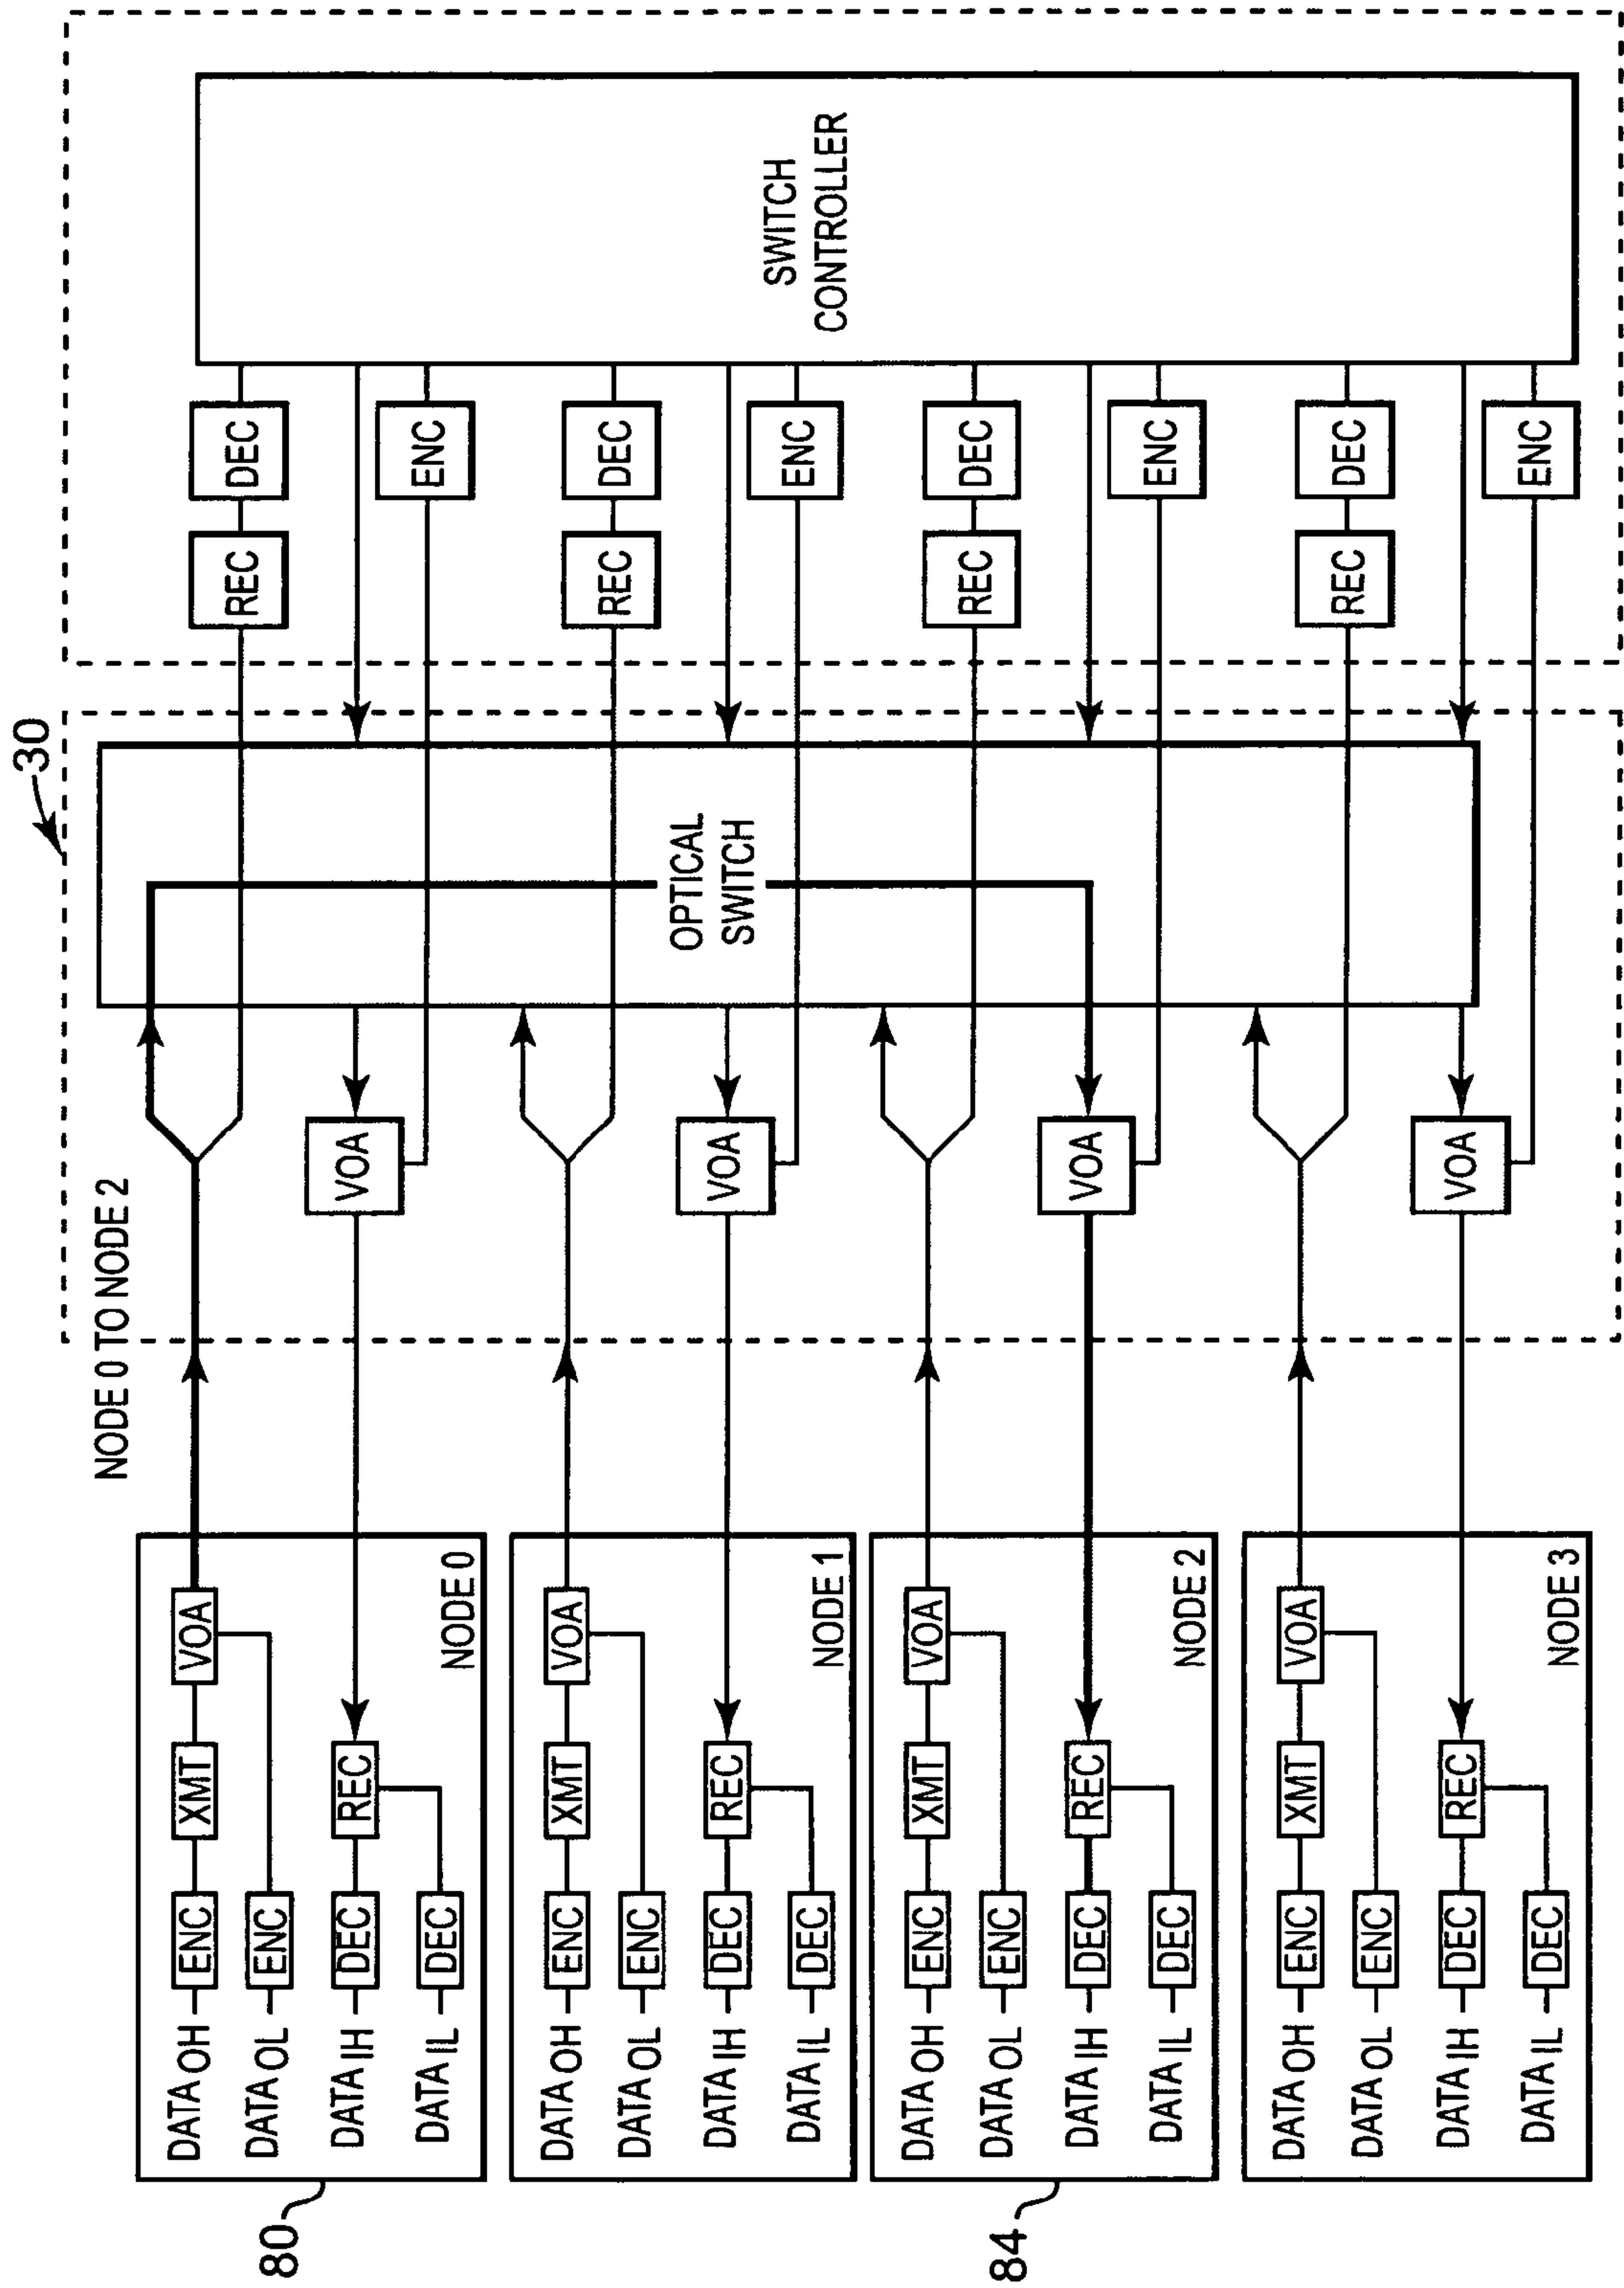 30
NODE 0 TO NODE 2
80
DATA OH ENC XMT VOA
DATA OL ENC
DATA IH DEC REC
DATA IL DEC
NODE 0
VOA
REC DEC
ENC
DATA OH ENC XMT VOA
DATA OL ENC
DATA IH DEC REC
DATA IL DEC
NODE 1
VOA
REC DEC
ENC
OPTICAL
SWITCH
SWITCH
CONTROLLER
84
DATA OH ENC XMT VOA
DATA OL ENC
DATA IH DEC REC
DATA IL DEC
NODE 2
VOA
REC DEC
ENC
DATA OH ENC XMT VOA
DATA OL ENC
DATA IH DEC REC
DATA IL DEC
NODE 3
VOA
REC DEC
ENC